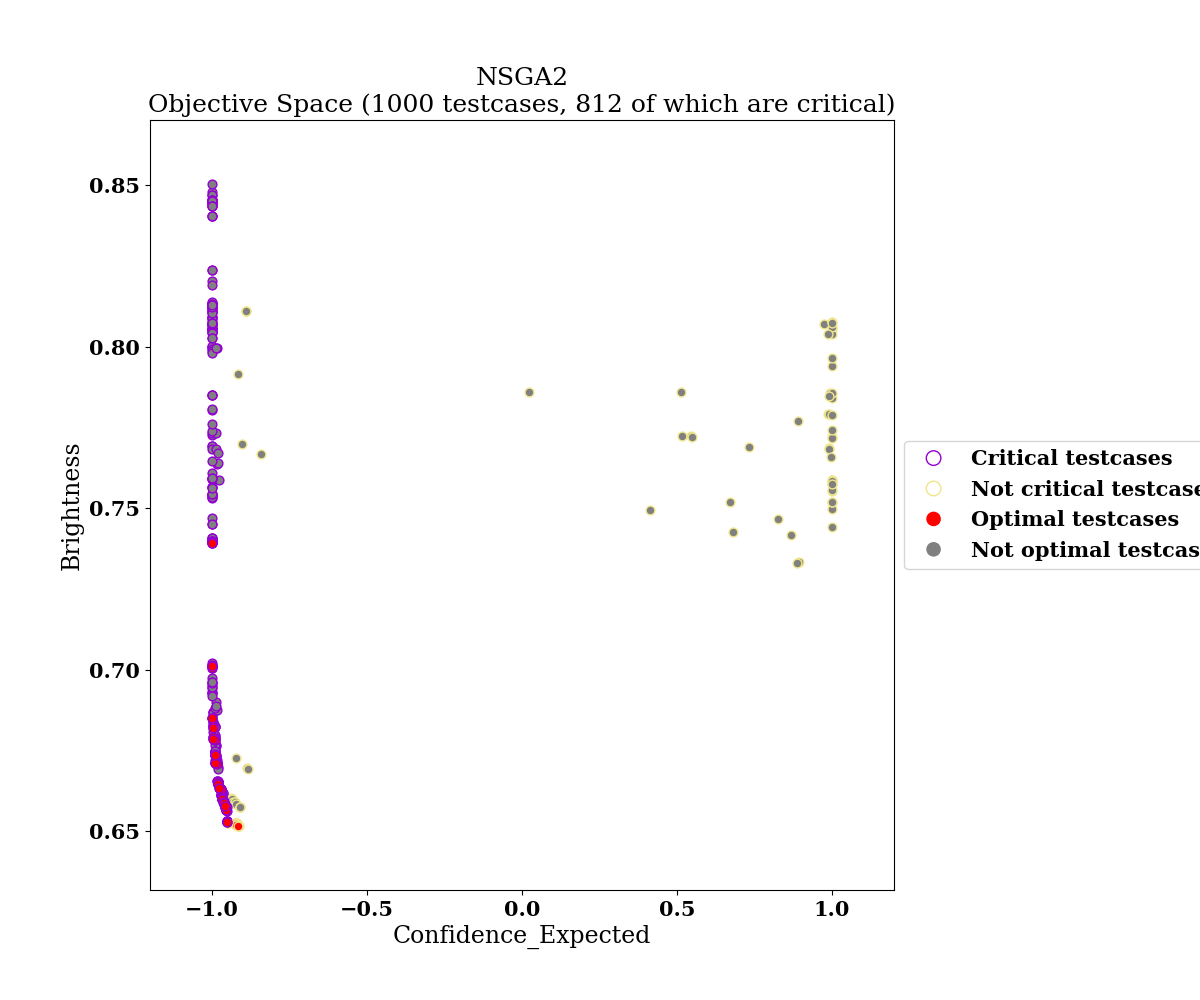 NSGA2
Objective Space (1000 testcases, 812 of which are critical)
0.85
0.80
0.75
0.70
0.65
Brightness
−1.0
−0.5
0.0
0.5
1.0
Confidence_Expected
Critical testcases
Not critical testcase
Optimal testcases
Not optimal testcas